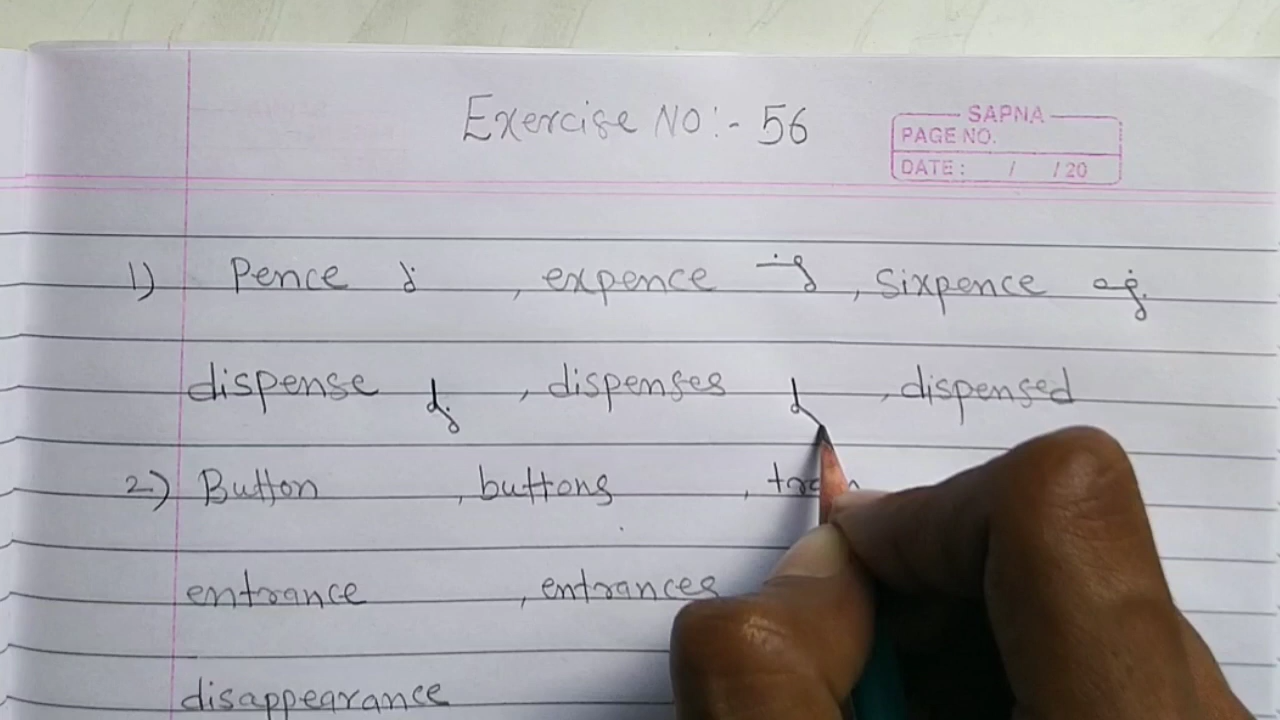 Exercise NO:- 56
SAPNA
PAGE NO.
DATE : / / 20
1) Pence , expence , Sixpence
dispense , dispenses , dispensed
2) Button , buttons ,
entrance , entrances
disappearance